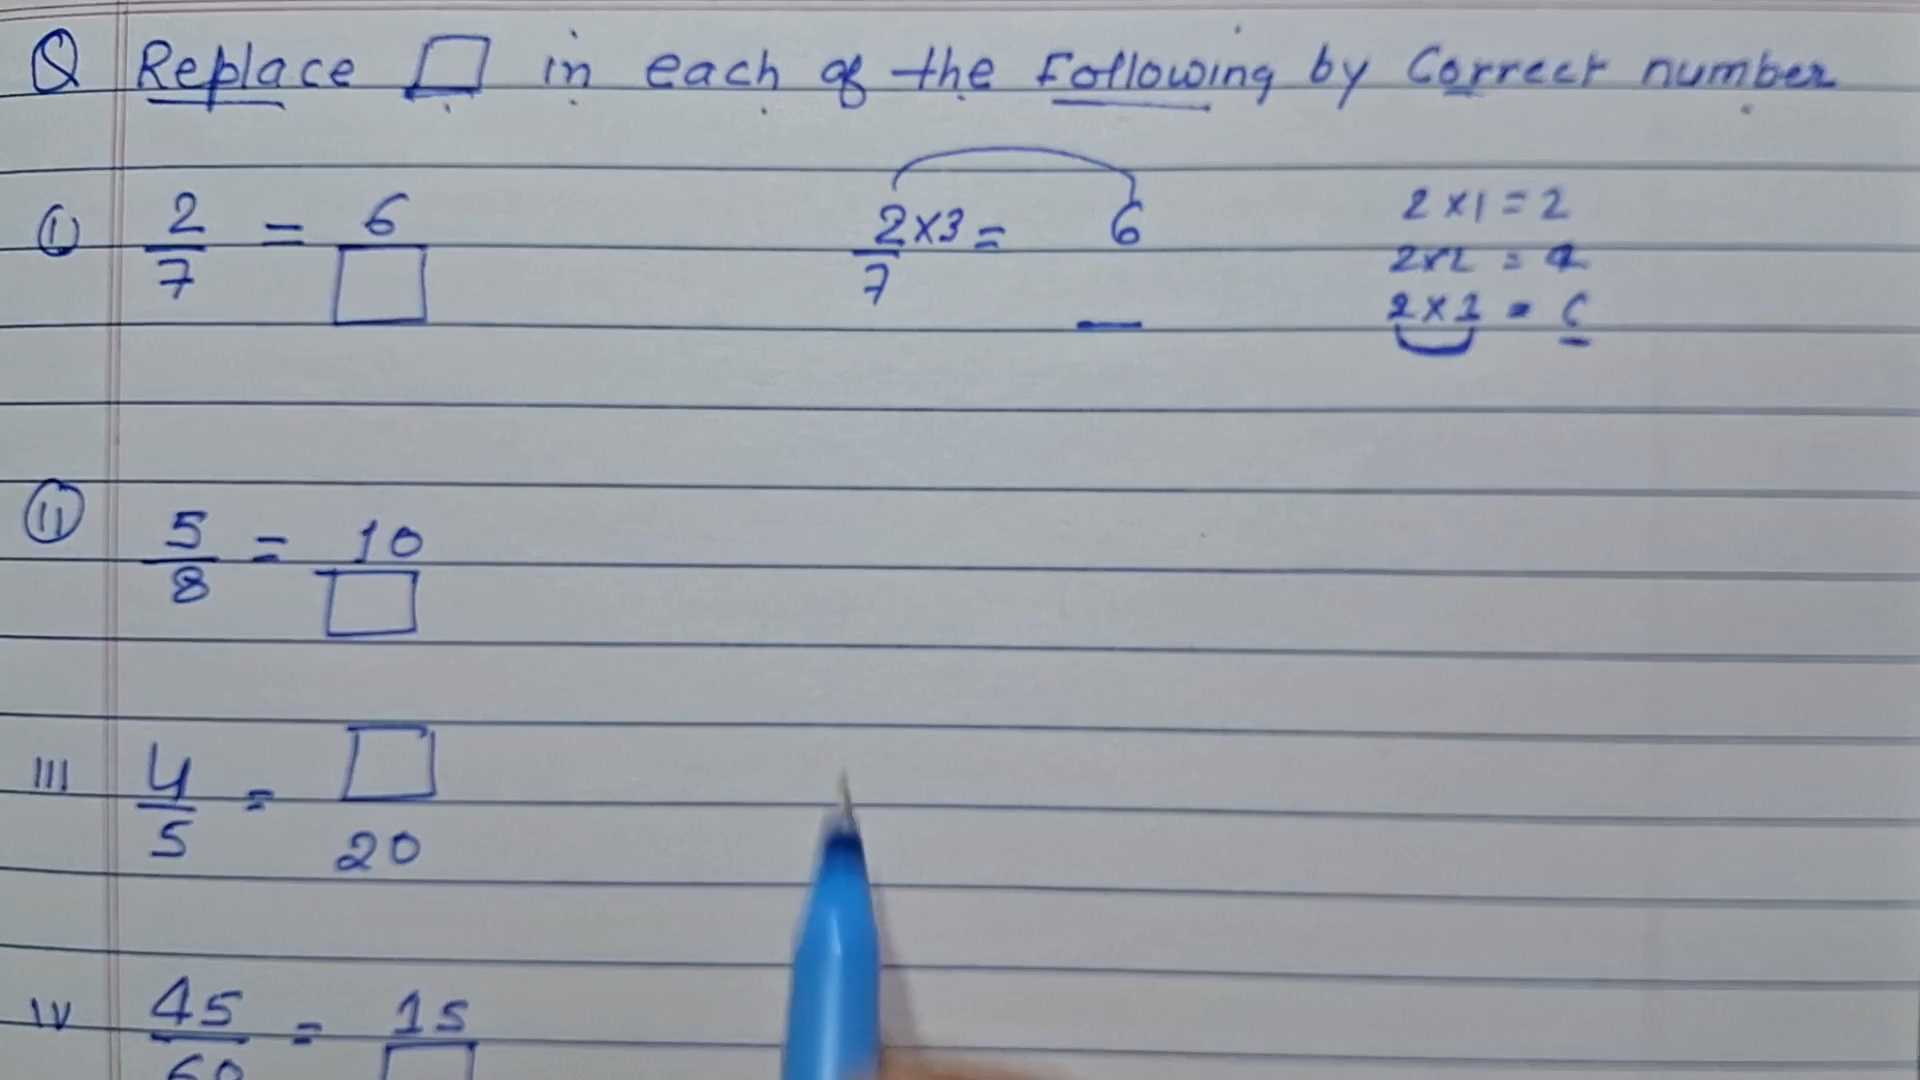 Q Replace □ in each of the Following by Correct number
(i) 2/7 = 6/□
2×3/7 = 6/
2×1=2
2×2=4
2×3=6
(ii) 5/8 = 10/□
III 4/5 = □/20
IV 45/60 = 15/□